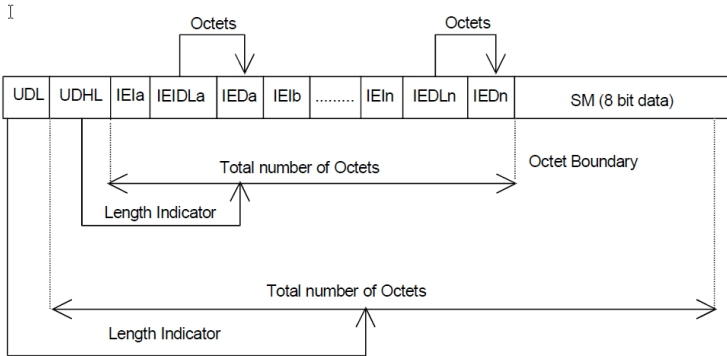 Octets
Octets
UDL UDHL IEIa IEIDLa IEDa IEIb ......... IEIn IEDLn IEDn SM (8 bit data)
Total number of Octets
Octet Boundary
Length Indicator
Total number of Octets
Length Indicator